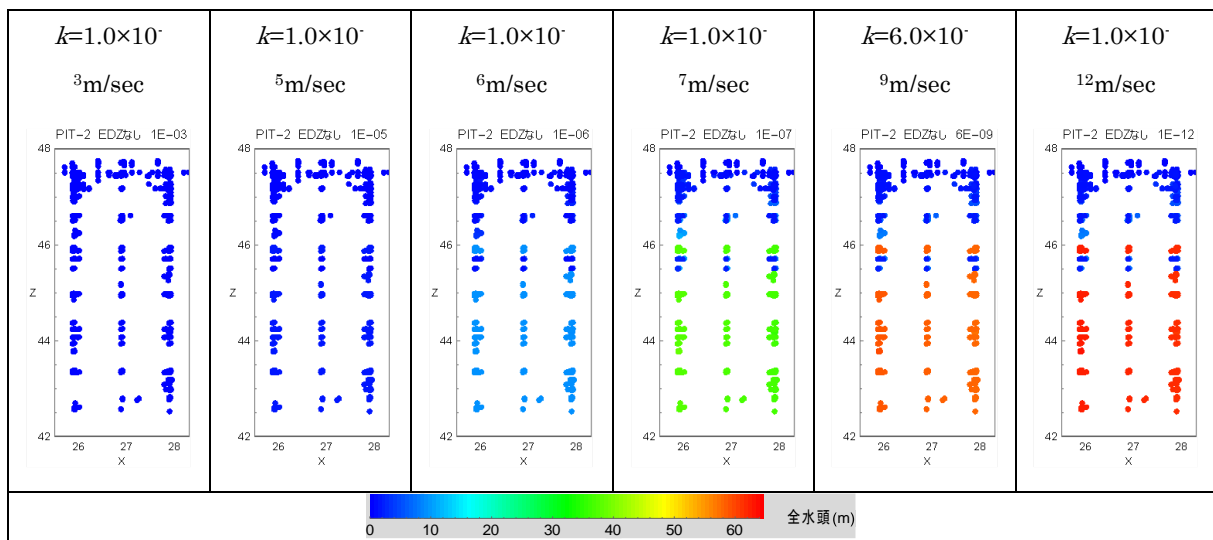 k=1.0×10⁻ k=1.0×10⁻ k=1.0×10⁻ k=1.0×10⁻ k=6.0×10⁻ k=1.0×10⁻
³m/sec ⁵m/sec ⁶m/sec ⁷m/sec ⁹m/sec ¹²m/sec
PIT-2 EDZなし 1E-03 PIT-2 EDZなし 1E-05 PIT-2 EDZなし 1E-06 PIT-2 EDZなし 1E-07 PIT-2 EDZなし 6E-09 PIT-2 EDZなし 1E-12
48 48 48 48 48 48
46 46 46 46 46 46
Z Z Z Z Z Z
44 44 44 44 44 44
42 42 42 42 42 42
26 27 28 26 27 28 26 27 28 26 27 28 26 27 28 26 27 28
X X X X X X
全水頭(m)
0 10 20 30 40 50 60